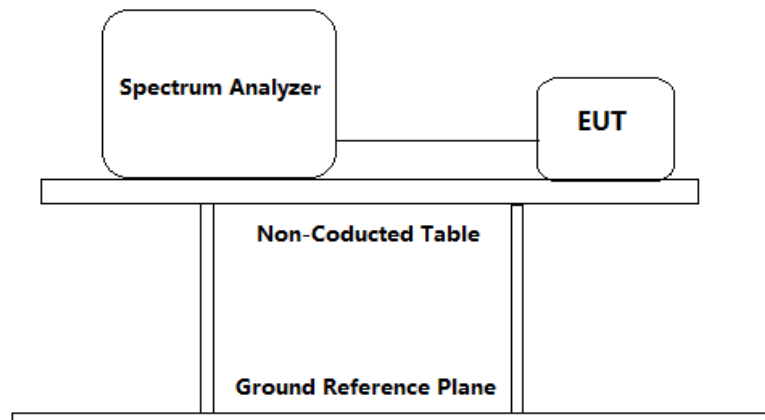 Spectrum Analyzer
EUT
Non-Coducted Table
Ground Reference Plane